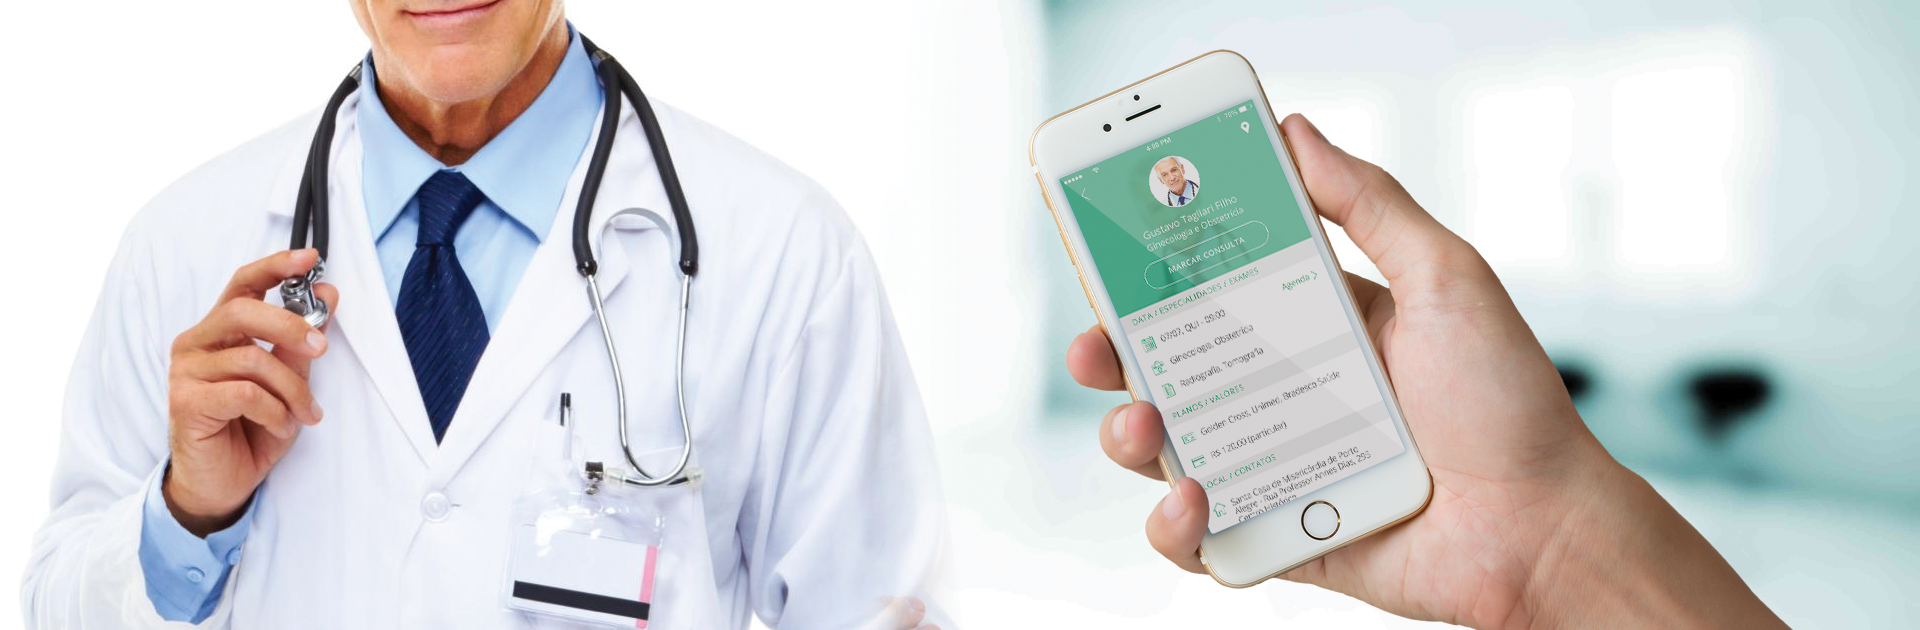 4:00 PM
70%
Gustavo Tagliari Filho
Ginecologia e Obstetrícia
MARCAR CONSULTA
DATA / ESPECIALIDADES / EXAMES
07/07, QUI - 09:00
Agenda
Ginecologia, Obstetrícia
Radiografia, Tomografia
PLANOS / VALORES
Golden Cross, Unimed, Bradesco Saúde
R$ 120,00 (particular)
LOCAL / CONTATOS
Santa Casa de Misericórdia de Porto
Alegre - Rua Professor Annes Dias, 295